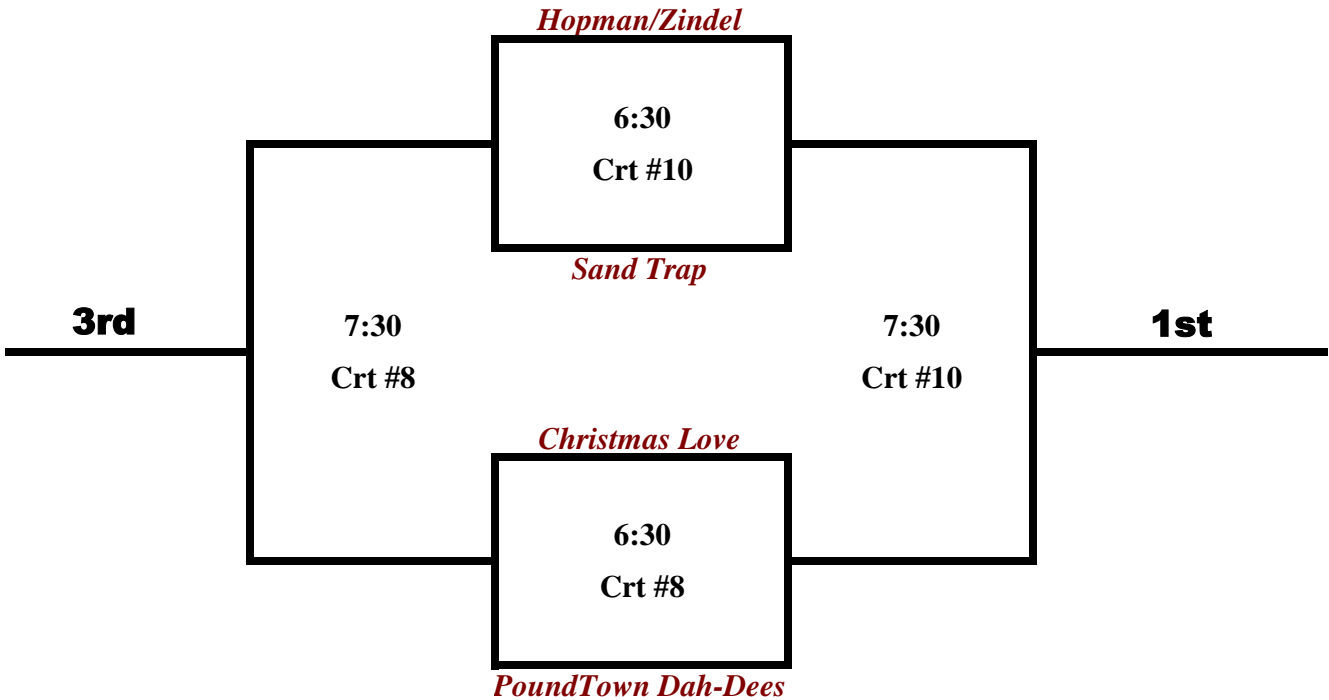 Hopman/Zindel
6:30
Crt #10
Sand Trap
3rd
7:30
Crt #8
7:30
Crt #10
1st
Christmas Love
6:30
Crt #8
PoundTown Dah-Dees